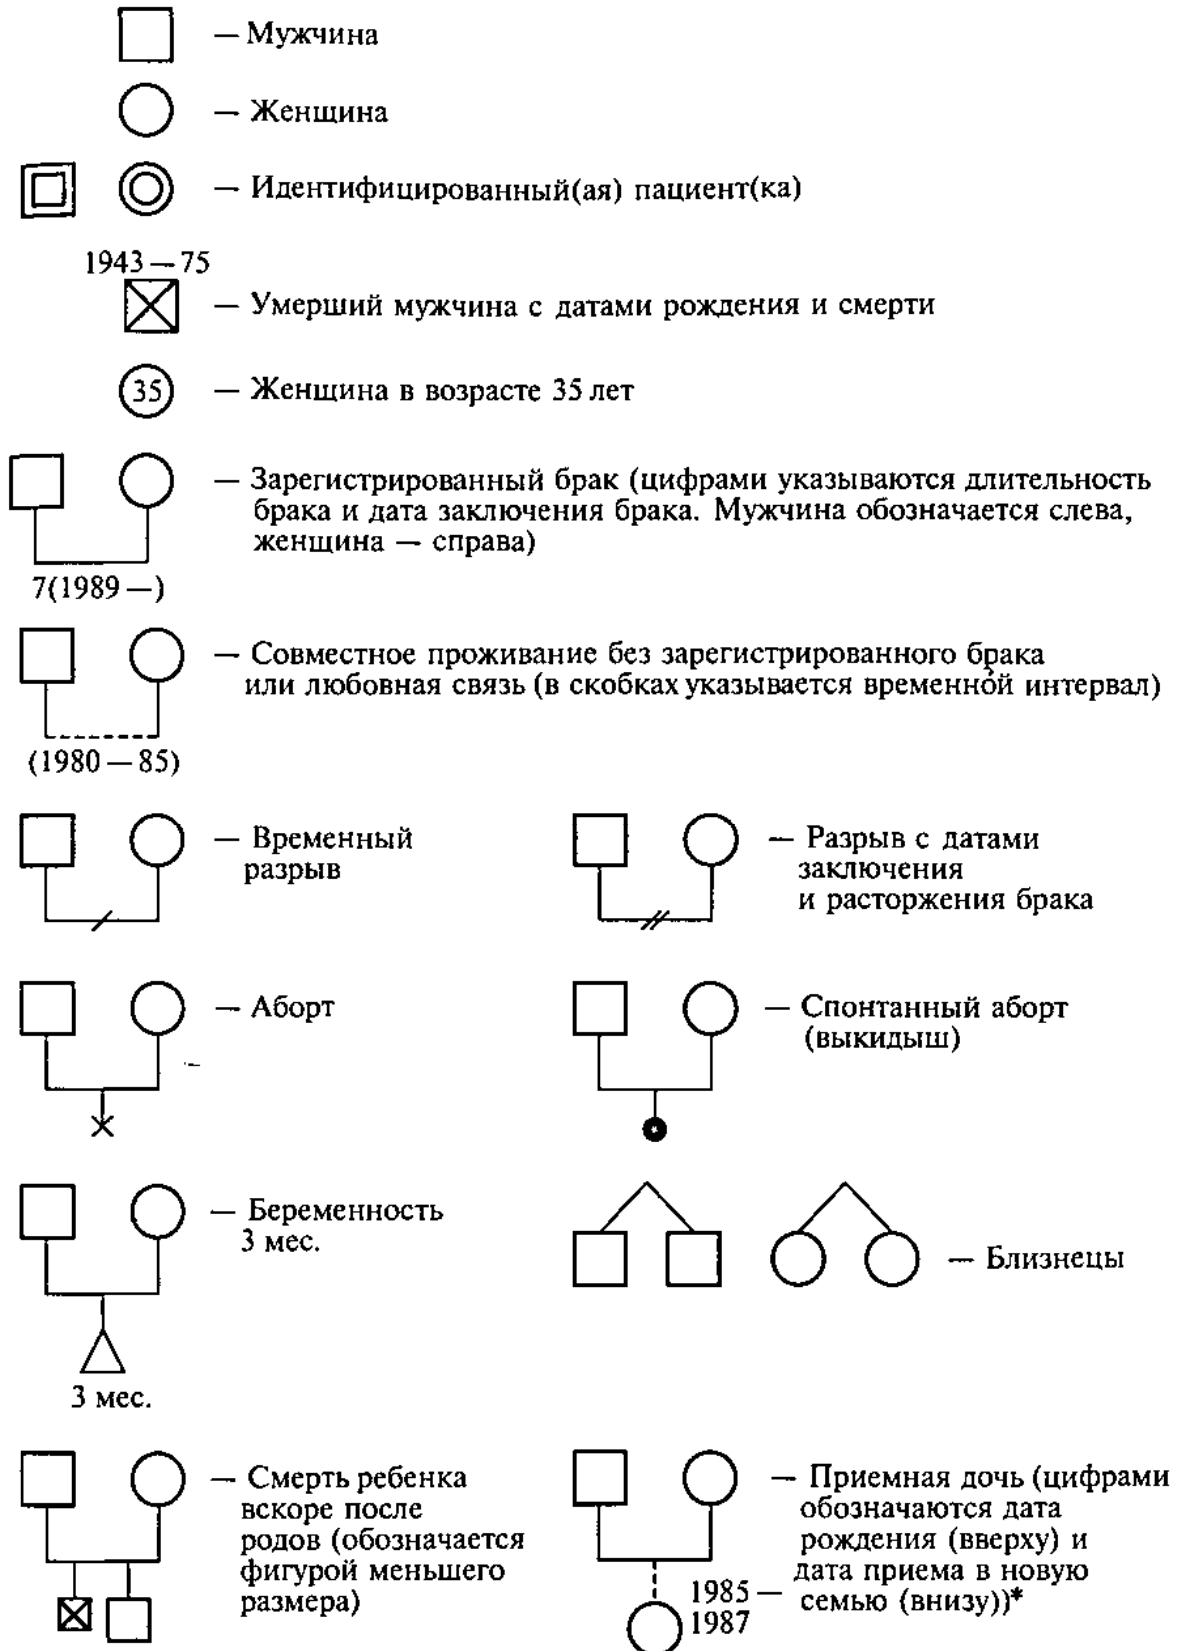 — Мужчина
— Женщина
— Идентифицированный(ая) пациент(ка)
1943 — 75
— Умерший мужчина с датами рождения и смерти
35
— Женщина в возрасте 35 лет
— Зарегистрированный брак (цифрами указываются длительность
брака и дата заключения брака. Мужчина обозначается слева,
женщина — справа)
7(1989 —)
— Совместное проживание без зарегистрированного брака
или любовная связь (в скобках указывается временно́й интервал)
(1980 — 85)
— Временный
разрыв
— Разрыв с датами
заключения
и расторжения брака
— Аборт
— Спонтанный аборт
(выкидыш)
— Беременность
3 мес.
3 мес.
— Близнецы
— Смерть ребенка
вскоре после
родов (обозначается
фигурой меньшего
размера)
— Приемная дочь (цифрами
обозначаются дата
рождения (вверху) и
дата приема в новую
семью (внизу))*
1985 —
1987